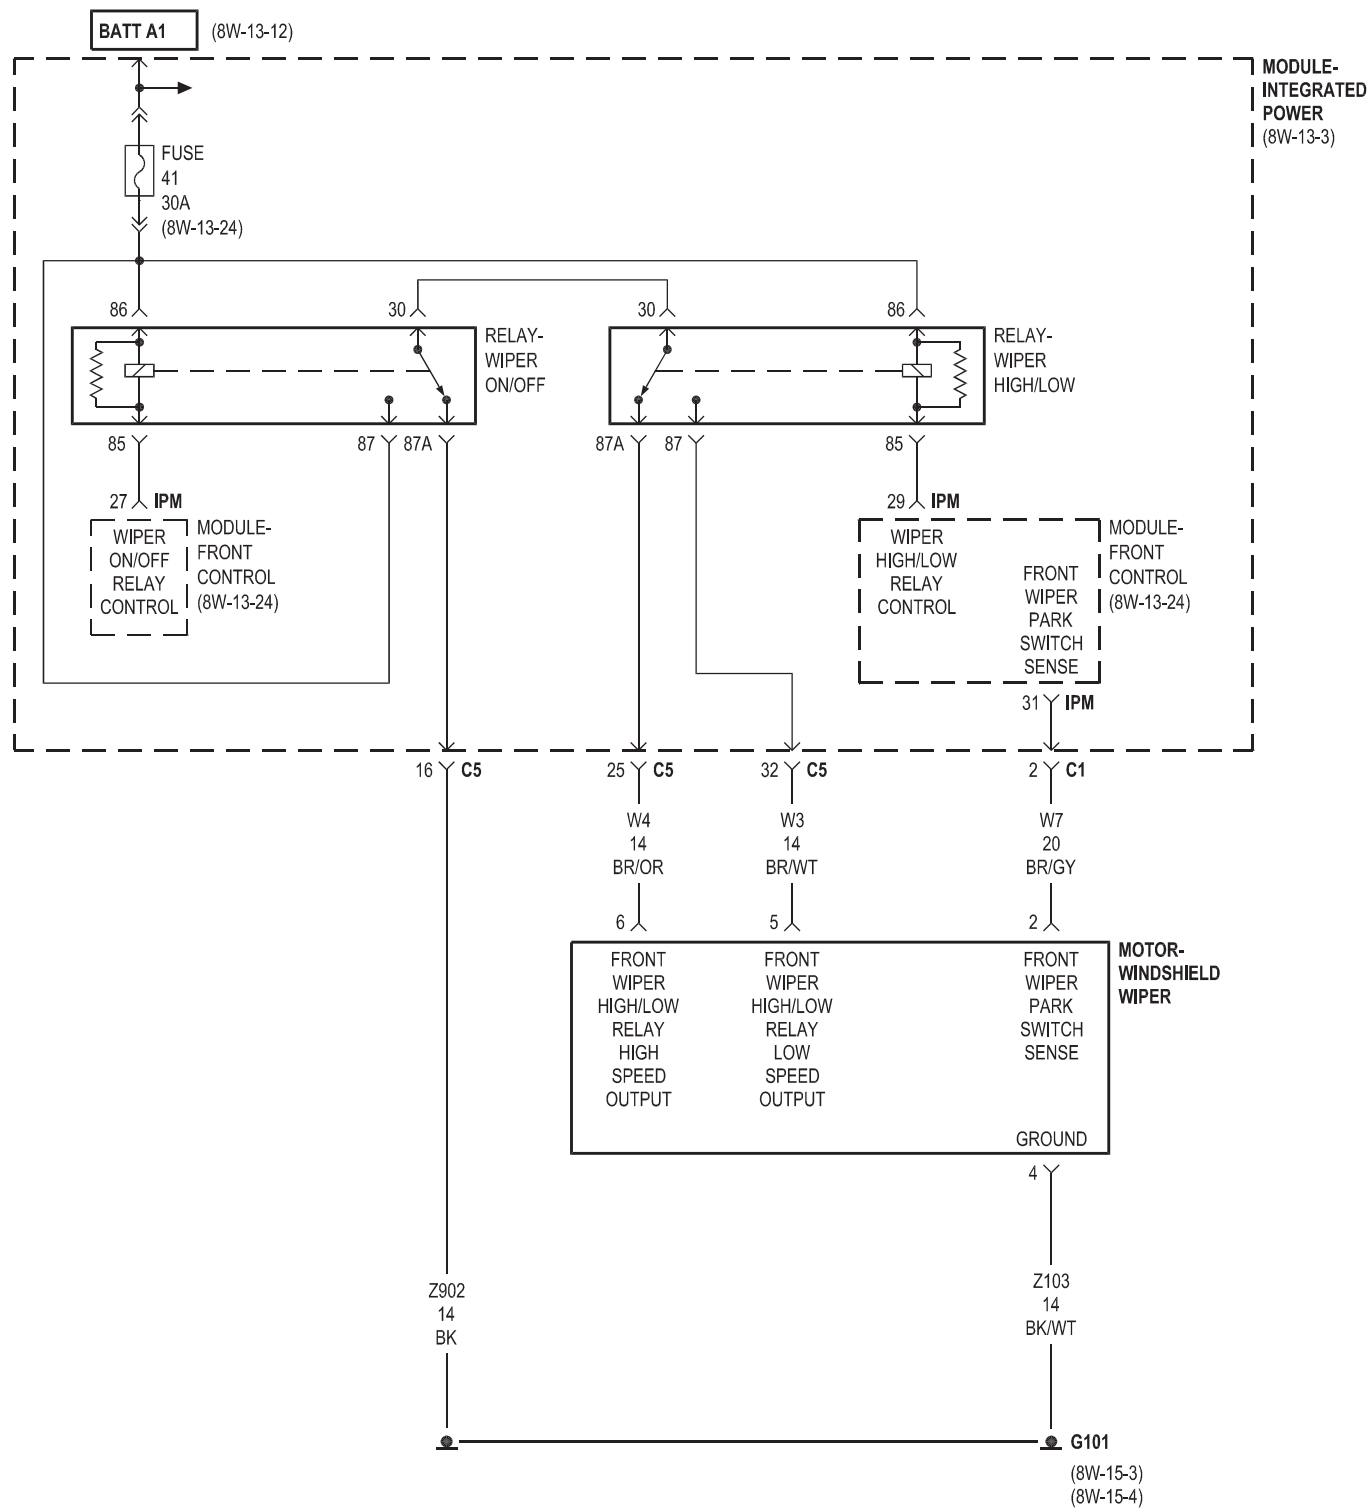 BATT A1 (8W-13-12)
MODULE-
INTEGRATED
POWER
(8W-13-3)
FUSE
41
30A
(8W-13-24)
86
30
30
86
RELAY-
WIPER
ON/OFF
RELAY-
WIPER
HIGH/LOW
85
87
87A
87A
87
85
27 IPM
WIPER
ON/OFF
RELAY
CONTROL
MODULE-
FRONT
CONTROL
(8W-13-24)
29 IPM
WIPER
HIGH/LOW
RELAY
CONTROL
FRONT
WIPER
PARK
SWITCH
SENSE
MODULE-
FRONT
CONTROL
(8W-13-24)
31 IPM
16 C5
25 C5
32 C5
2 C1
W4
14
BR/OR
W3
14
BR/WT
W7
20
BR/GY
6
5
2
FRONT
WIPER
HIGH/LOW
RELAY
HIGH
SPEED
OUTPUT
FRONT
WIPER
HIGH/LOW
RELAY
LOW
SPEED
OUTPUT
FRONT
WIPER
PARK
SWITCH
SENSE
MOTOR-
WINDSHIELD
WIPER
GROUND
4
Z902
14
BK
Z103
14
BK/WT
G101
(8W-15-3)
(8W-15-4)